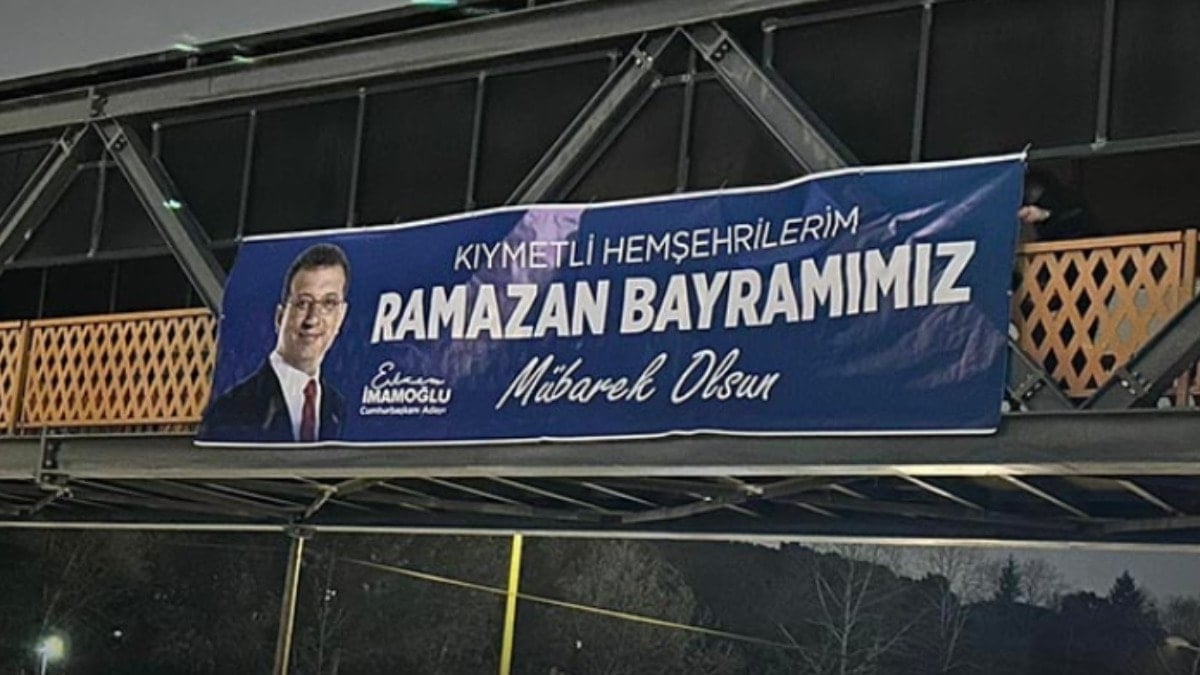 KIYMETLİ HEMŞEHRİLERİM
RAMAZAN BAYRAMIMIZ
Mübarek Olsun
Ekrem
İMAMOĞLU
Cumhurbaşkanı Adayı